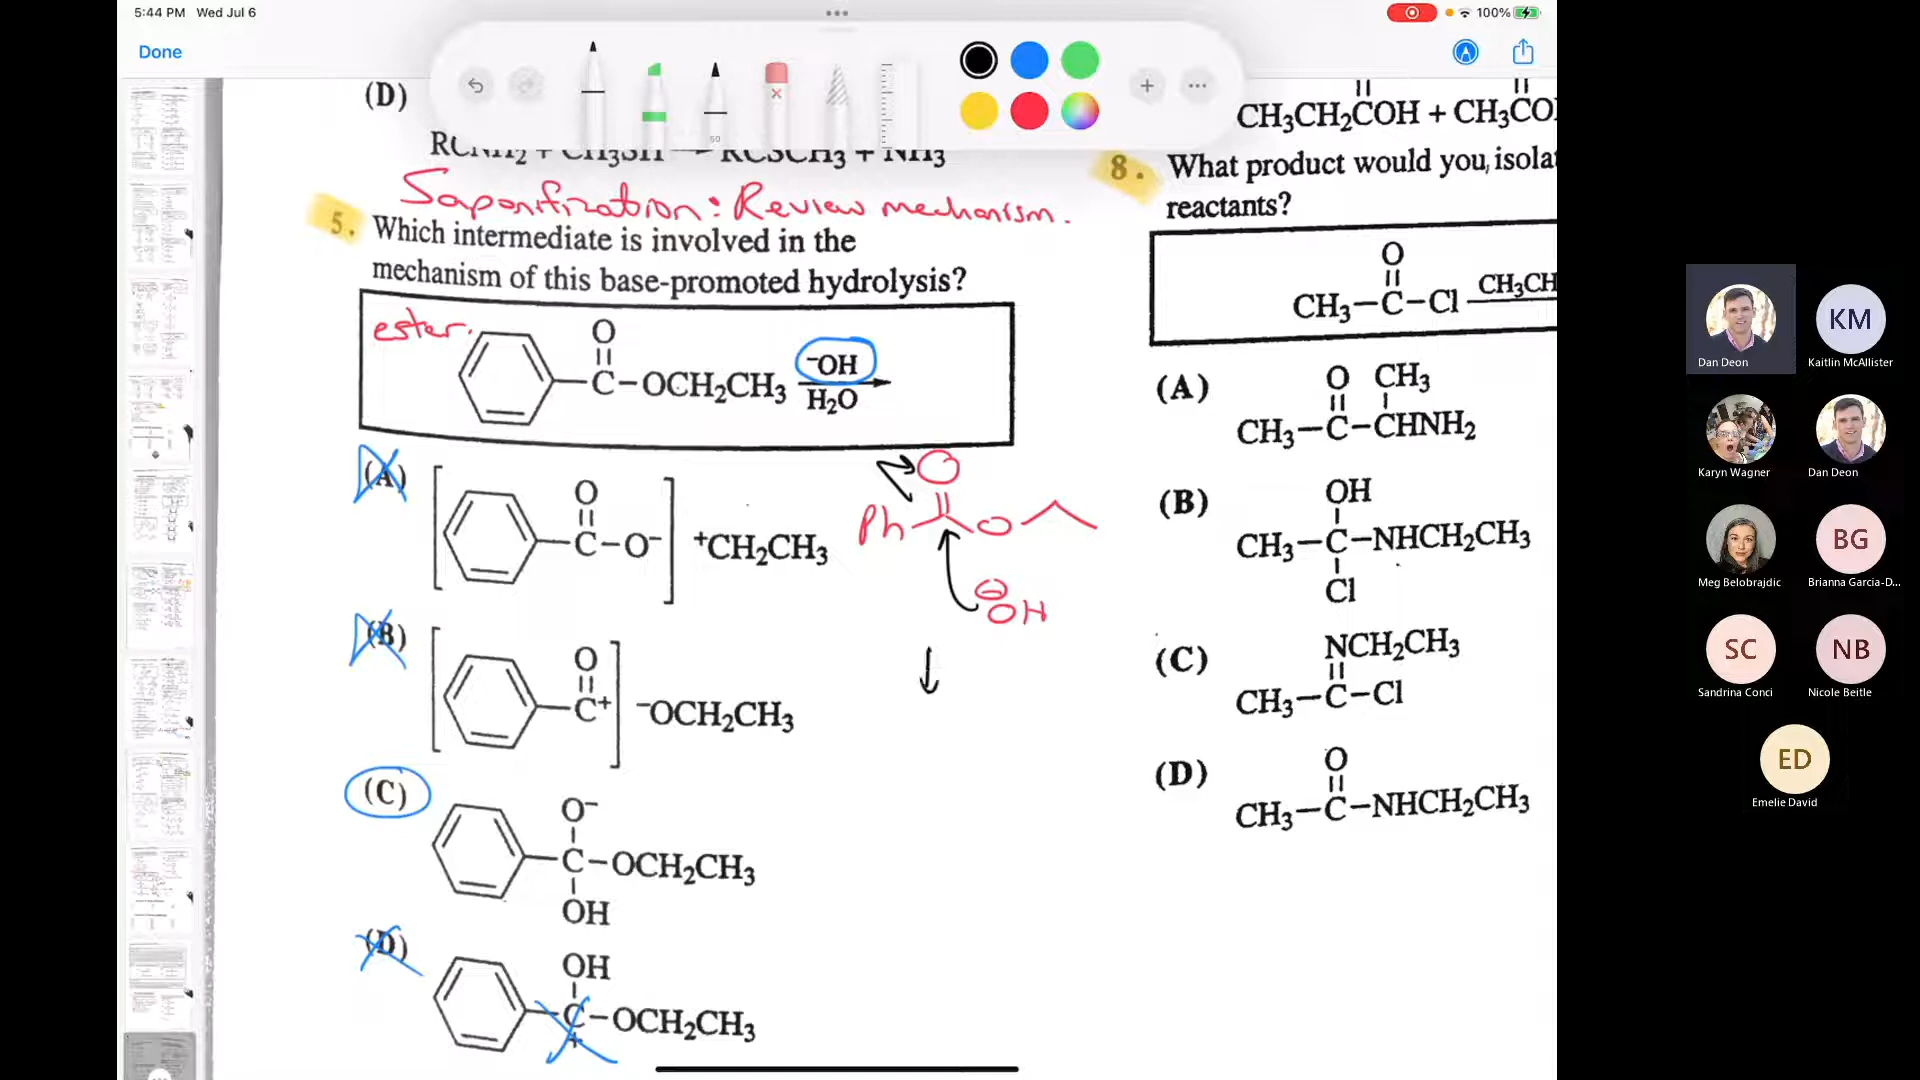 5:44 PM Wed Jul 6
100%
Done
50
(D)
+ NH₃
Saponification: Review mechanism.
5. Which intermediate is involved in the
mechanism of this base-promoted hydrolysis?
ester.
O
C–OCH₂CH₃
⁻OH
H₂O
(A)
O
C–O⁻
⁺CH₂CH₃
O
Ph
O
⊖
OH
(B)
O
C⁺
⁻OCH₂CH₃
(C)
O⁻
C–OCH₂CH₃
OH
(D)
OH
C–OCH₂CH₃
+
CH₃CH₂COH + CH₃CO
8. What product would you isola
reactants?
O
CH₃–C–Cl
CH₃CH
(A)
O CH₃
CH₃–C–CHNH₂
(B)
OH
CH₃–C–NHCH₂CH₃
Cl
(C)
NCH₂CH₃
CH₃–C–Cl
(D)
O
CH₃–C–NHCH₂CH₃
Dan Deon
KM
Kaitlin McAllister
Karyn Wagner
Dan Deon
Meg Belobrajdic
BG
Brianna Garcia-D...
SC
Sandrina Conci
NB
Nicole Beitle
ED
Emelie David